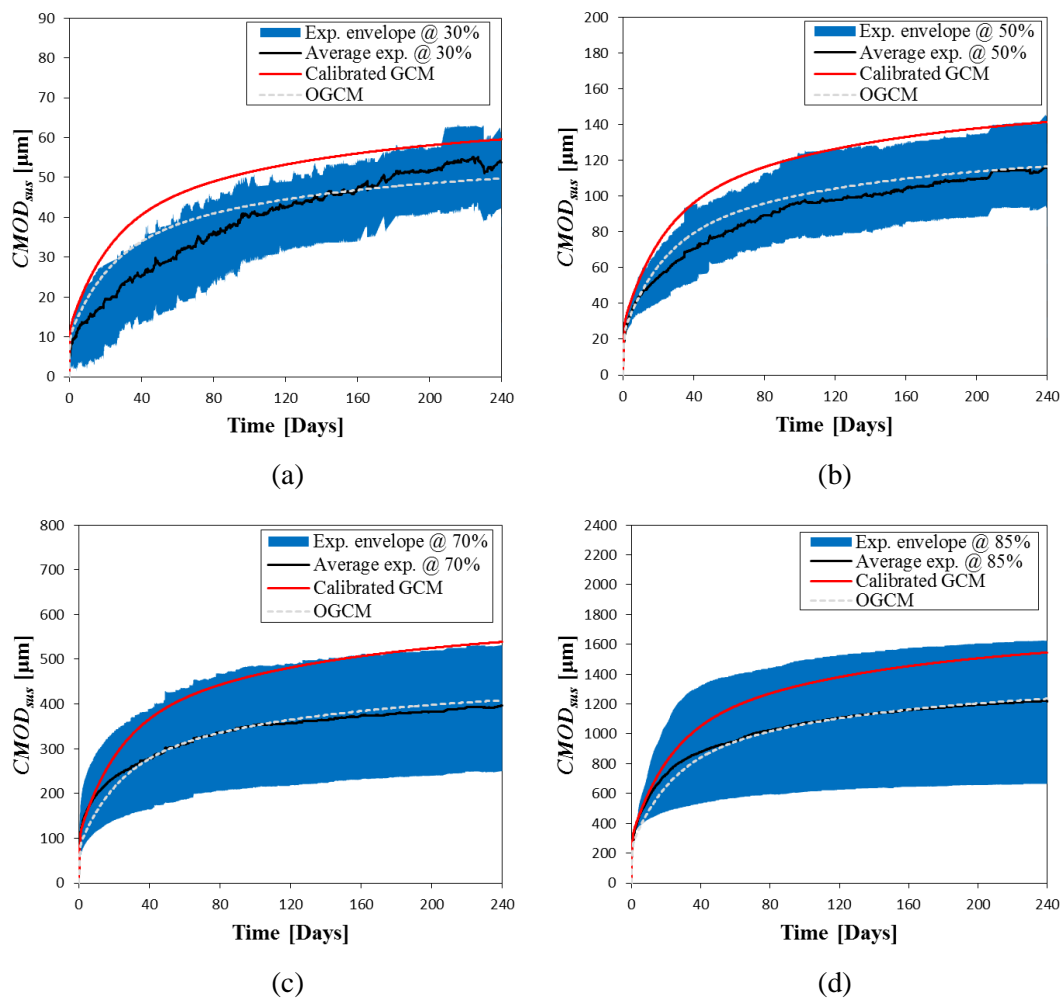 90
80
70
60
50
40
30
20
10
0
CMOD_sus [µm]
Exp. envelope @ 30%
Average exp. @ 30%
Calibrated GCM
OGCM
0 40 80 120 160 200 240
Time [Days]
(a)
200
180
160
140
120
100
80
60
40
20
0
CMOD_sus [µm]
Exp. envelope @ 50%
Average exp. @ 50%
Calibrated GCM
OGCM
0 40 80 120 160 200 240
Time [Days]
(b)
800
700
600
500
400
300
200
100
0
CMOD_sus [µm]
Exp. envelope @ 70%
Average exp. @ 70%
Calibrated GCM
OGCM
0 40 80 120 160 200 240
Time [Days]
(c)
2400
2200
2000
1800
1600
1400
1200
1000
800
600
400
200
0
CMOD_sus [µm]
Exp. envelope @ 85%
Average exp. @ 85%
Calibrated GCM
OGCM
0 40 80 120 160 200 240
Time [Days]
(d)